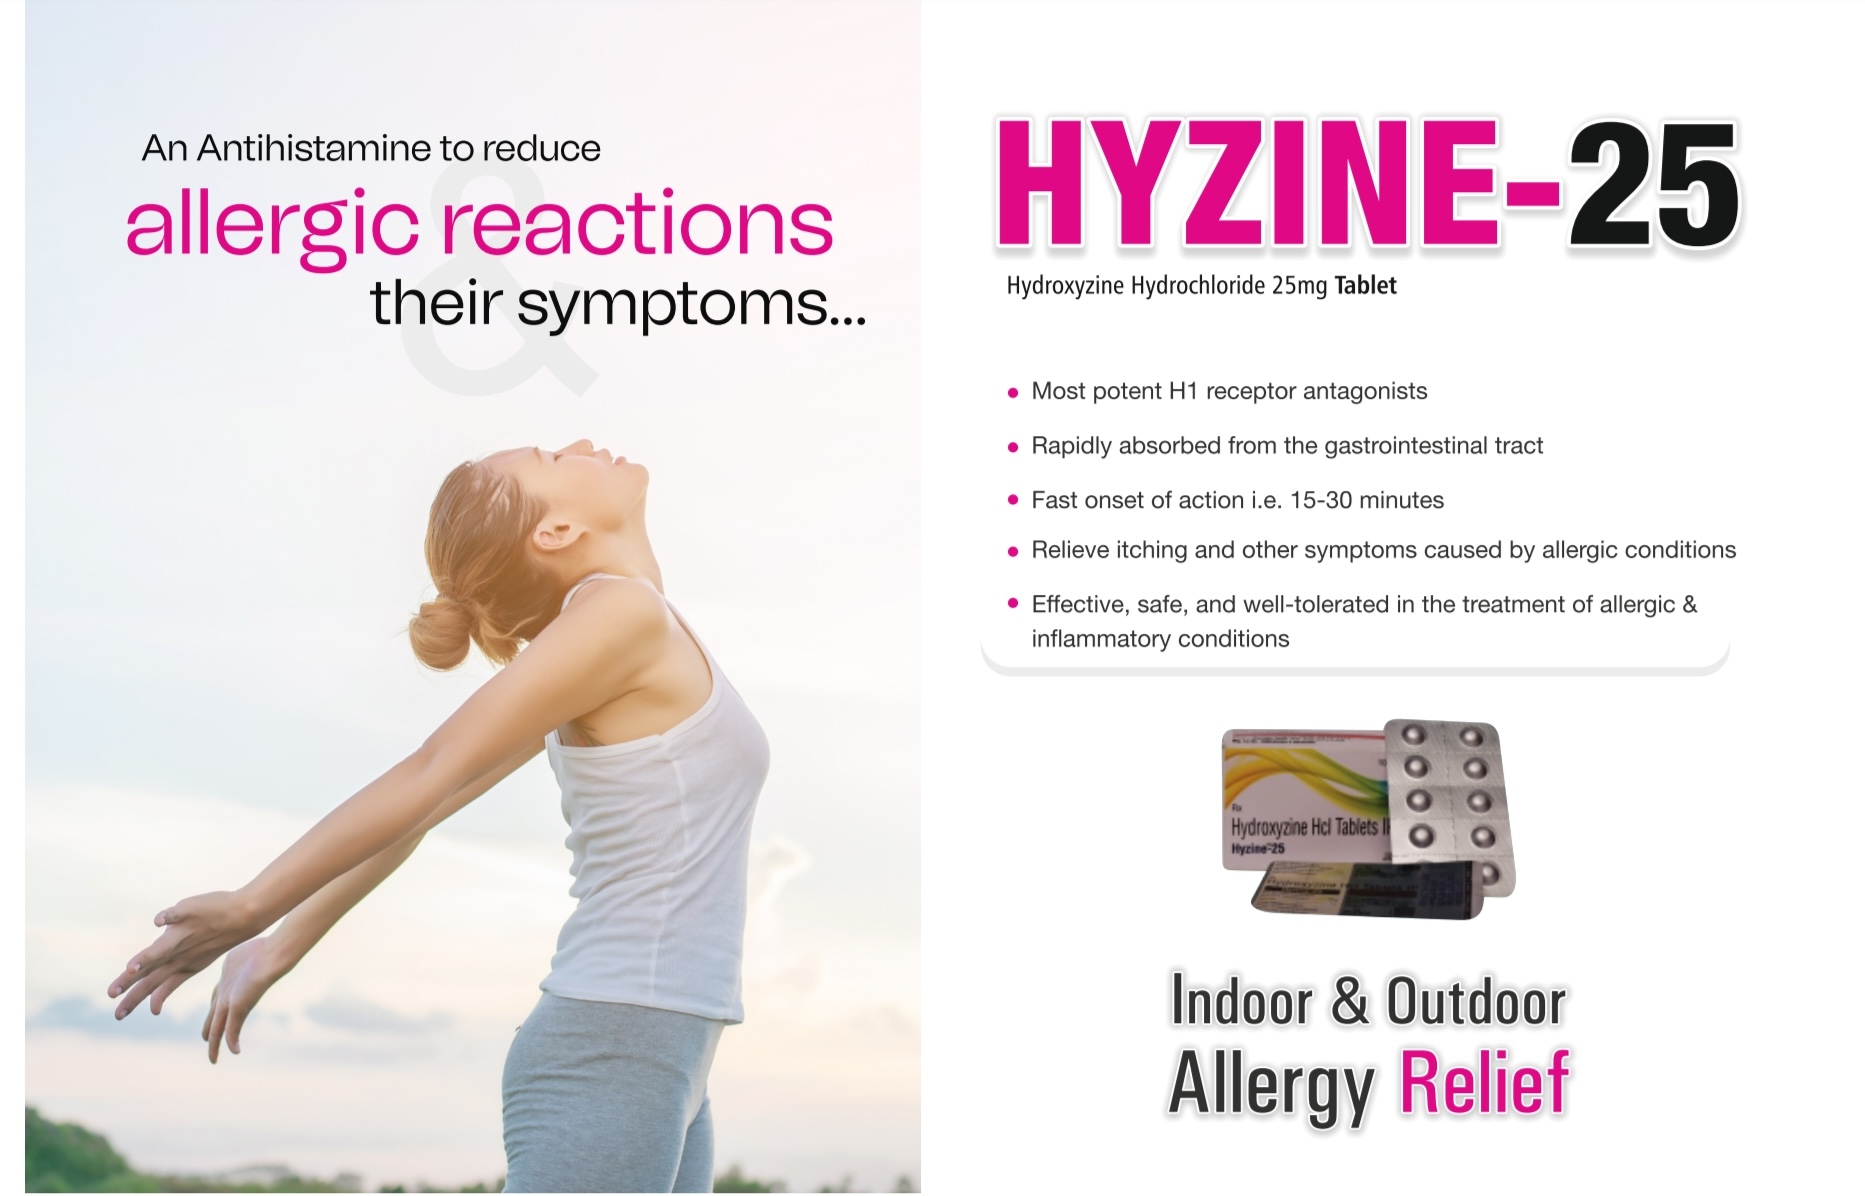 An Antihistamine to reduce
allergic reactions
&
their symptoms...
HYZINE-25
Hydroxyzine Hydrochloride 25mg Tablet
• Most potent H1 receptor antagonists
• Rapidly absorbed from the gastrointestinal tract
• Fast onset of action i.e. 15-30 minutes
• Relieve itching and other symptoms caused by allergic conditions
• Effective, safe, and well-tolerated in the treatment of allergic &
inflammatory conditions
Rx
Hydroxyzine Hcl Tablets
Hyzine-25
Indoor & Outdoor
Allergy Relief